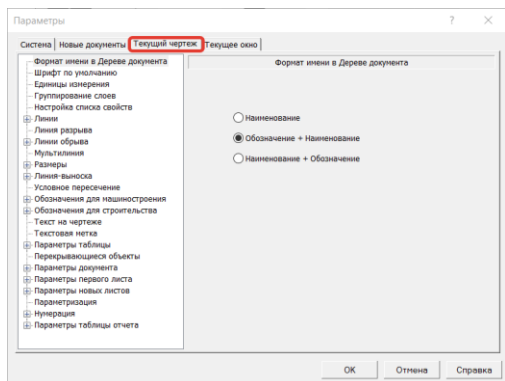 Параметры
?
Система
Новые документы
Текущий чертеж
Текущее окно
Формат имени в Дереве документа
Шрифт по умолчанию
Единицы измерения
Группирование слоев
Настройка списка свойств
Линии
Линия разрыва
Линии обрыва
Мультилиния
Размеры
Линия-выноска
Условное пересечение
Обозначения для машиностроения
Обозначения для строительства
Текст на чертеже
Текстовая метка
Параметры таблицы
Перекрывающиеся объекты
Параметры документа
Параметры первого листа
Параметры новых листов
Параметризация
Нумерация
Параметры таблицы отчета
Формат имени в Дереве документа
Наименование
Обозначение + Наименование
Наименование + Обозначение
ОК
Отмена
Справка